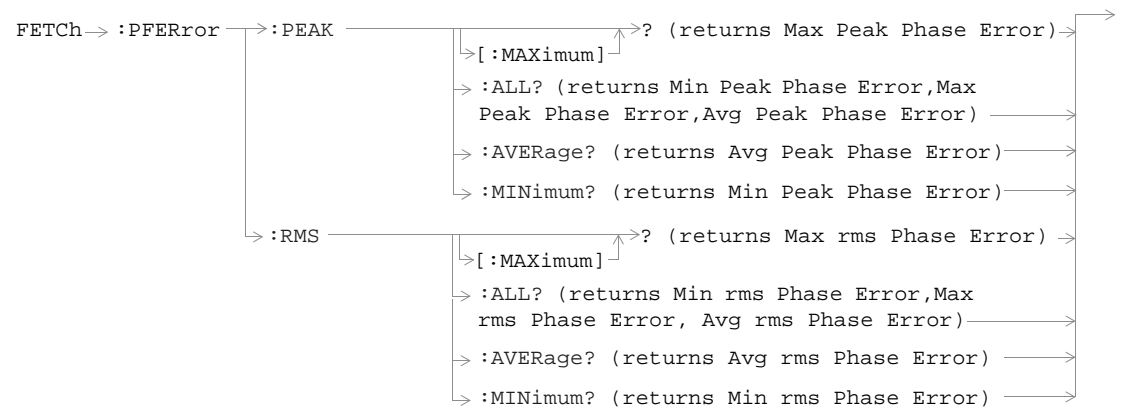 FETCh :PFERror :PEAK ? (returns Max Peak Phase Error)
[:MAXimum]
:ALL? (returns Min Peak Phase Error,Max
Peak Phase Error,Avg Peak Phase Error)
:AVERage? (returns Avg Peak Phase Error)
:MINimum? (returns Min Peak Phase Error)
:RMS ? (returns Max rms Phase Error)
[:MAXimum]
:ALL? (returns Min rms Phase Error,Max
rms Phase Error, Avg rms Phase Error)
:AVERage? (returns Avg rms Phase Error)
:MINimum? (returns Min rms Phase Error)